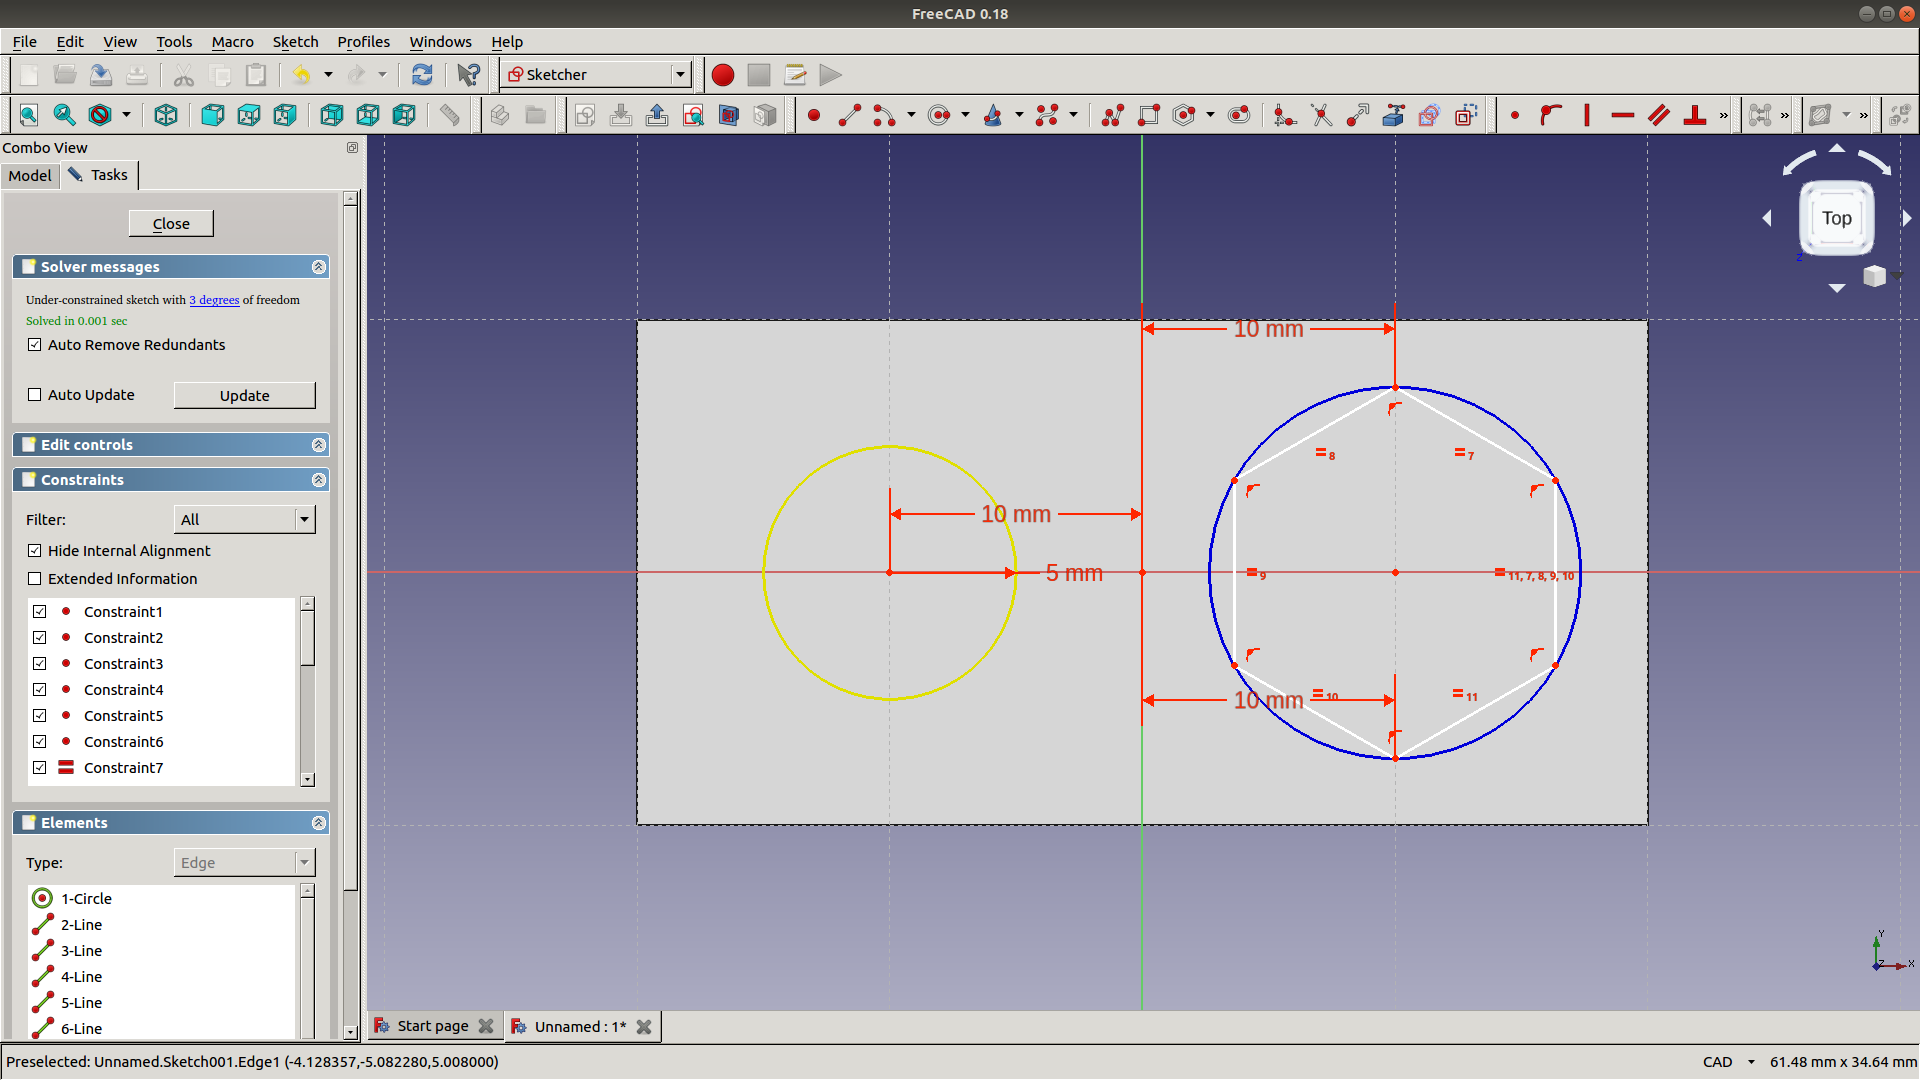 FreeCAD 0.18
File Edit View Tools Macro Sketch Profiles Windows Help
Sketcher
» » »
Combo View
Model Tasks
Close
Solver messages
Under-constrained sketch with 3 degrees of freedom
Solved in 0.001 sec
Auto Remove Redundants
Auto Update Update
Edit controls
Constraints
Filter: All
Hide Internal Alignment
Extended Information
Constraint1
Constraint2
Constraint3
Constraint4
Constraint5
Constraint6
Constraint7
Elements
Type: Edge
1-Circle
2-Line
3-Line
4-Line
5-Line
6-Line
Top
Z
10 mm
8 7
10 mm
5 mm
9 11, 7, 8, 9, 10
10 mm
10 11
Y
Z X
Start page Unnamed : 1*
Preselected: Unnamed.Sketch001.Edge1 (-4.128357,-5.082280,5.008000)
CAD 61.48 mm x 34.64 mm